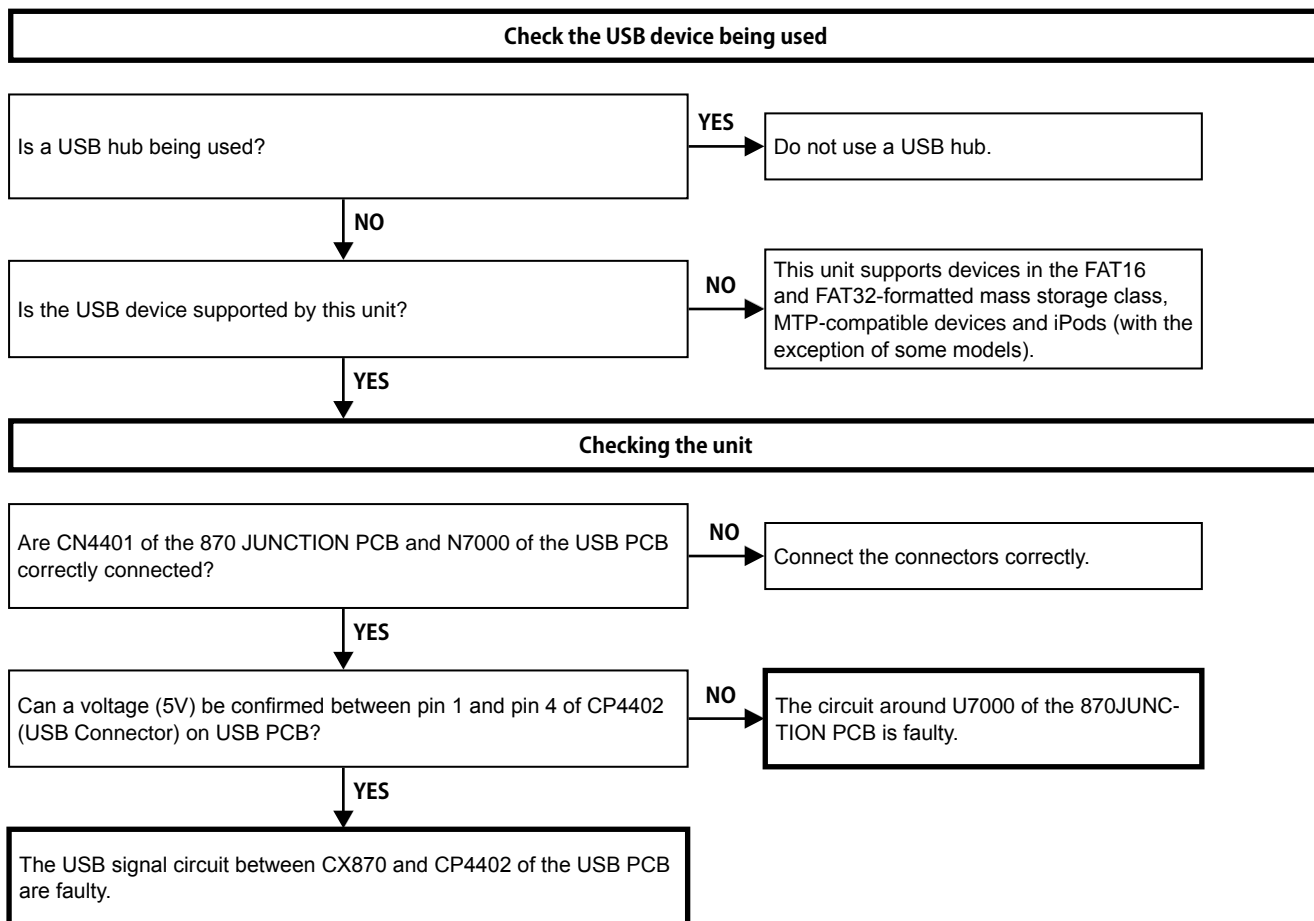 Check the USB device being used
Is a USB hub being used?
YES
Do not use a USB hub.
NO
Is the USB device supported by this unit?
NO
This unit supports devices in the FAT16
and FAT32-formatted mass storage class,
MTP-compatible devices and iPods (with the
exception of some models).
YES
Checking the unit
Are CN4401 of the 870 JUNCTION PCB and N7000 of the USB PCB
correctly connected?
NO
Connect the connectors correctly.
YES
Can a voltage (5V) be confirmed between pin 1 and pin 4 of CP4402
(USB Connector) on USB PCB?
NO
The circuit around U7000 of the 870JUNC-
TION PCB is faulty.
YES
The USB signal circuit between CX870 and CP4402 of the USB PCB
are faulty.